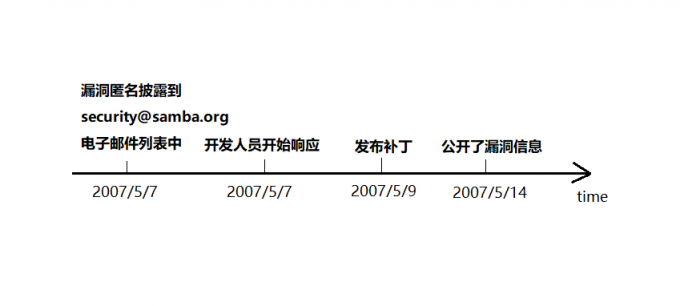 漏洞匿名披露到
security@samba.org
电子邮件列表中
开发人员开始响应
发布补丁
公开了漏洞信息
2007/5/7
2007/5/7
2007/5/9
2007/5/14
time